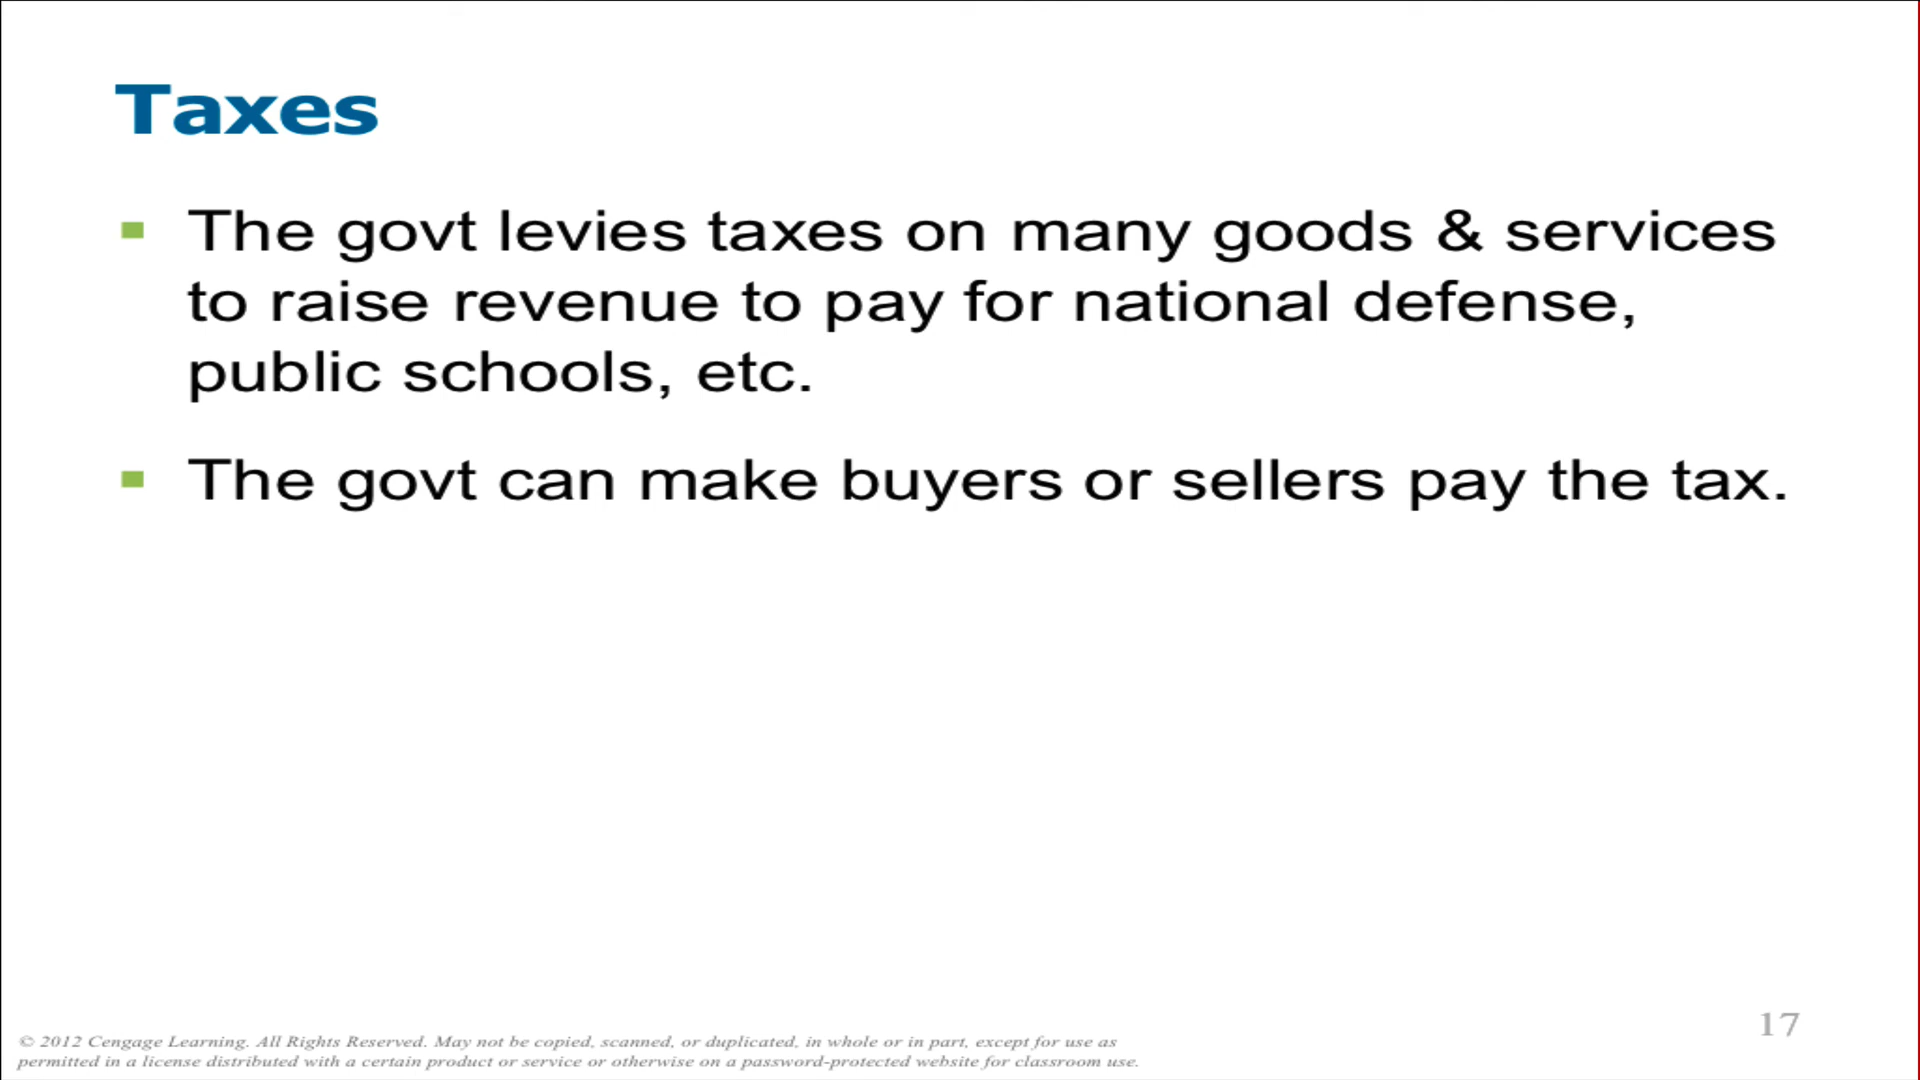 Taxes
The govt levies taxes on many goods & services
to raise revenue to pay for national defense,
public schools, etc.
The govt can make buyers or sellers pay the tax.
17
© 2012 Cengage Learning. All Rights Reserved. May not be copied, scanned, or duplicated, in whole or in part, except for use as
permitted in a license distributed with a certain product or service or otherwise on a password-protected website for classroom use.